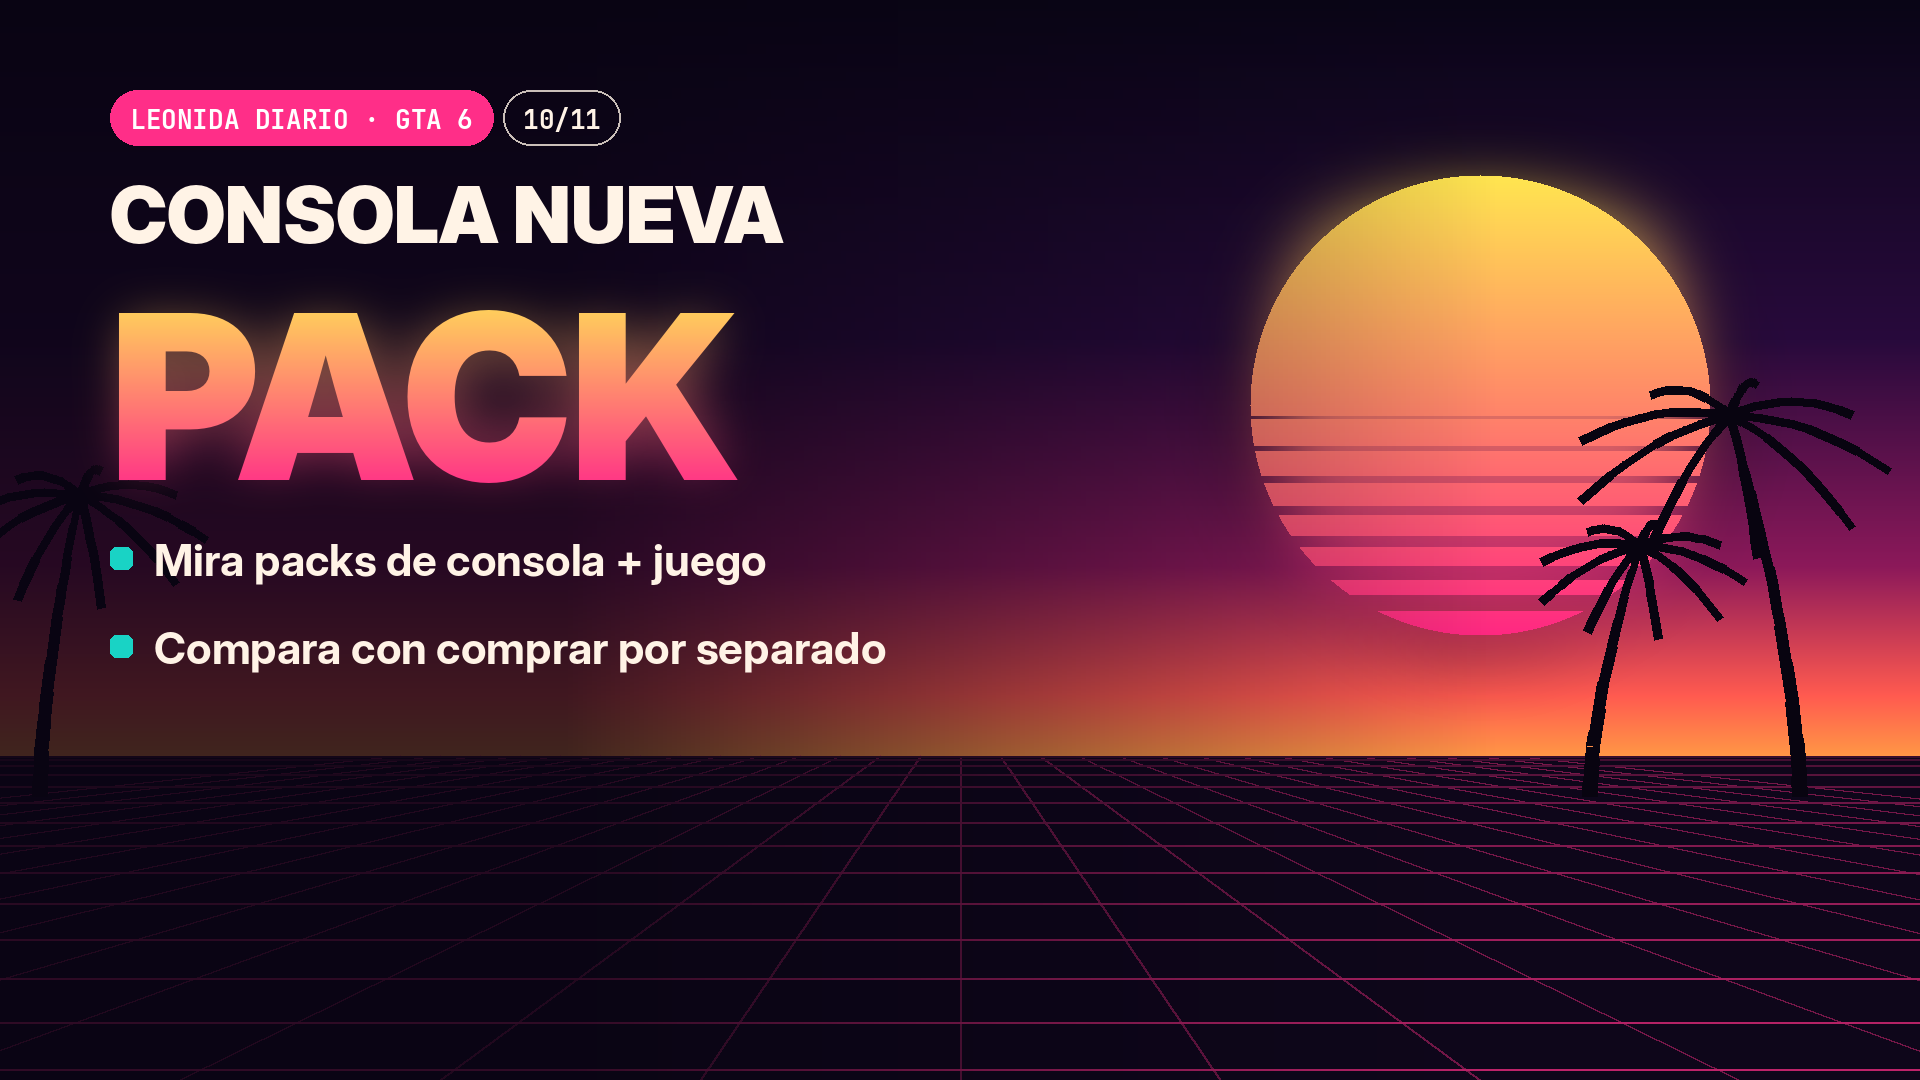 LEONIDA DIARIO · GTA 6
10/11
CONSOLA NUEVA
PACK
Mira packs de consola + juego
Compara con comprar por separado